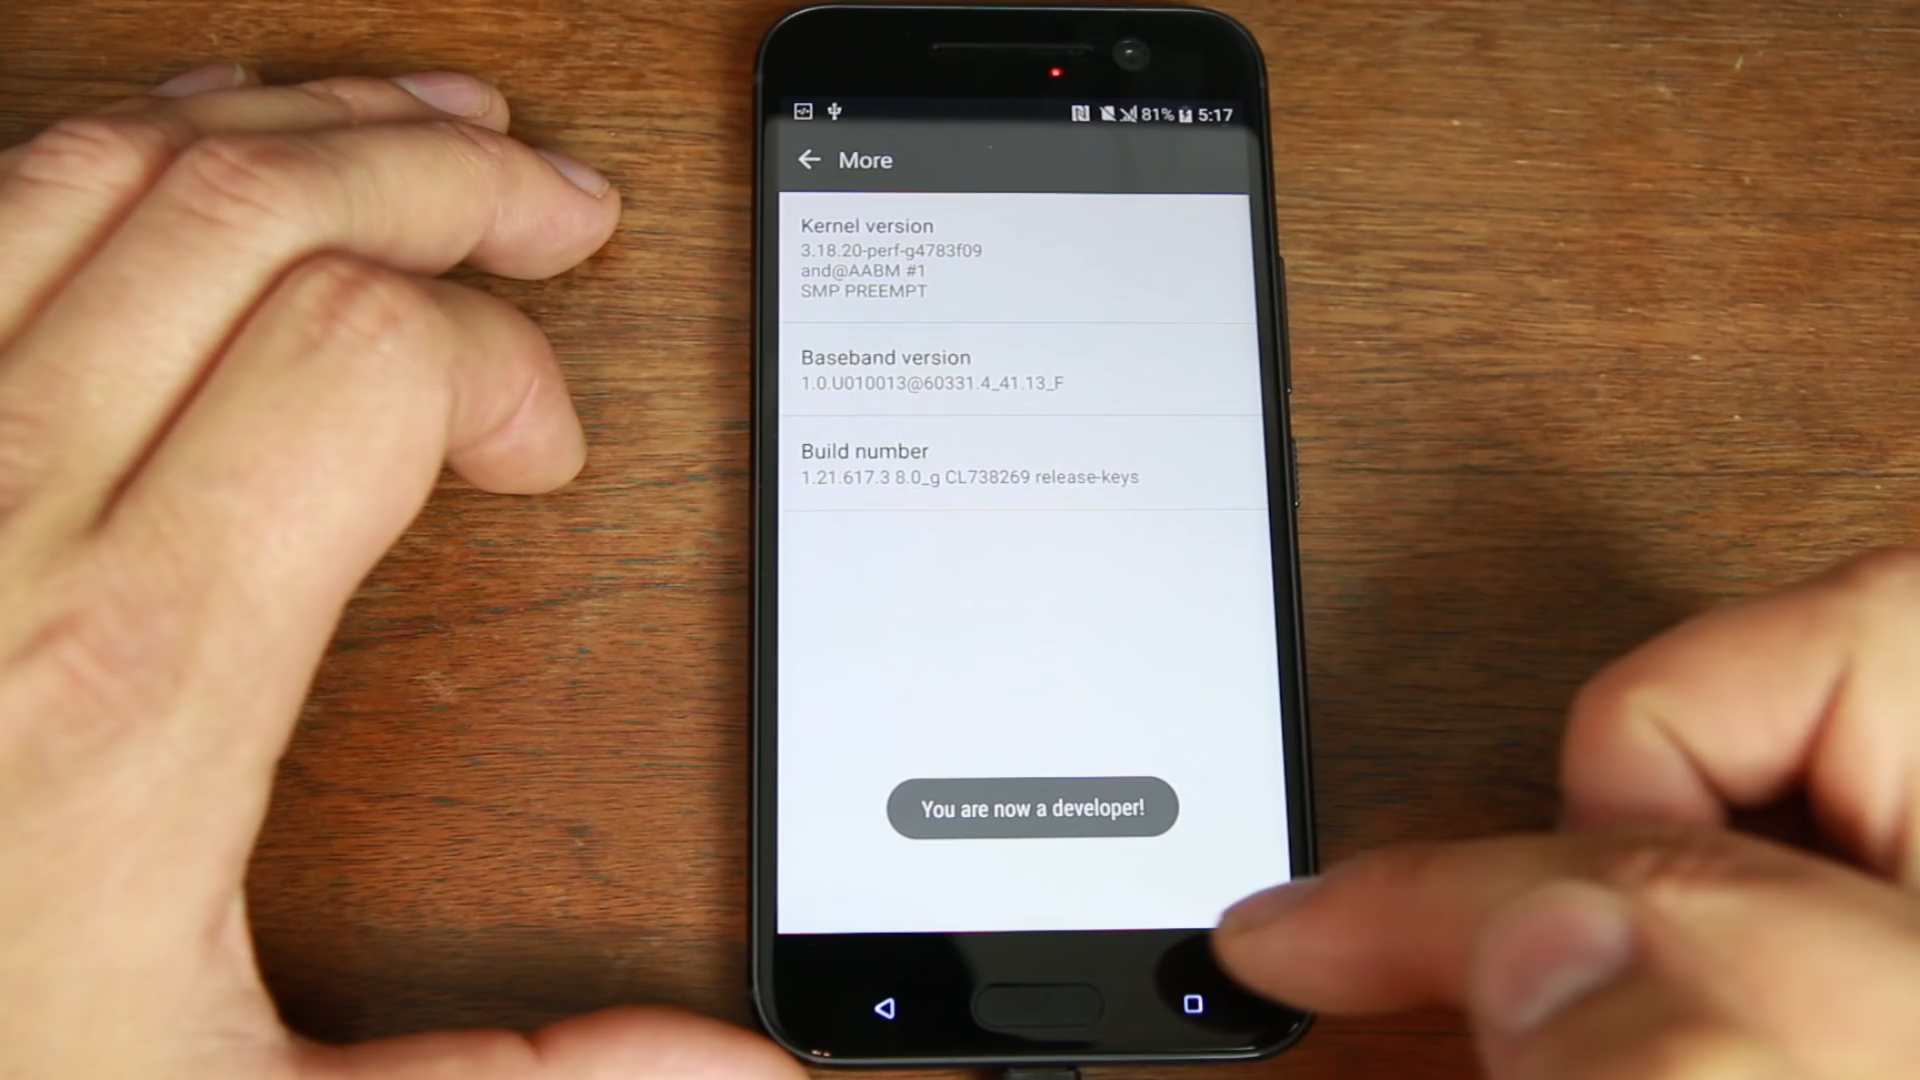 81% 5:17
More
Kernel version
3.18.20-perf-g4783f09
and@AABM #1
SMP PREEMPT
Baseband version
1.0.U010013@60331.4_41.13_F
Build number
1.21.617.3 8.0_g CL738269 release-keys
You are now a developer!